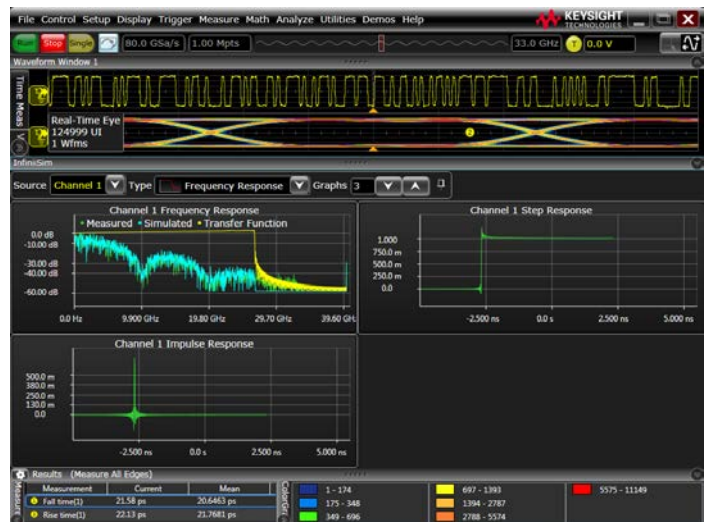 File Control Setup Display Trigger Measure Math Analyze Utilities Demos Help
KEYSIGHT TECHNOLOGIES
Run Stop Single 80.0 GSa/s 1.00 Mpts 33.0 GHz T 0.0 V
Waveform Window 1
Time Meas
Real-Time Eye
124999 UI
1 Wfms
2
InfiniiSim
Source Channel 1 Type Frequency Response Graphs 3
Channel 1 Frequency Response
Measured Simulated Transfer Function
0.0 dB
-10.00 dB
-30.00 dB
-40.00 dB
-60.00 dB
0.0 Hz 9.900 GHz 19.80 GHz 29.70 GHz 39.60 GHz
Channel 1 Step Response
1.000
750.0 m
500.0 m
250.0 m
0.0
-2.500 ns 0.0 s 2.500 ns 5.000 ns
Channel 1 Impulse Response
500.0 m
380.0 m
250.0 m
130.0 m
0.0
-2.500 ns 0.0 s 2.500 ns 5.000 ns
Results (Measure All Edges)
Measurement Current Mean
Fall time(1) 21.58 ps 20.6463 ps
Rise time(1) 22.13 ps 21.7681 ps
1 - 174
175 - 348
349 - 696
697 - 1393
1394 - 2787
2788 - 5574
5575 - 11149